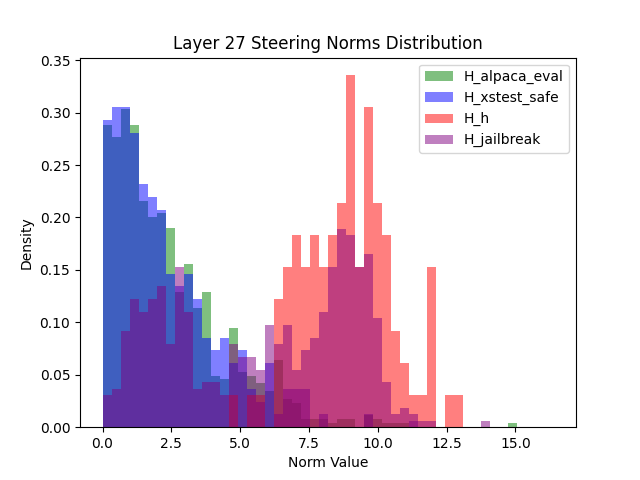 Layer 27 Steering Norms Distribution
H_alpaca_eval
H_xstest_safe
H_h
H_jailbreak
Density
0.35
0.30
0.25
0.20
0.15
0.10
0.05
0.00
0.0 2.5 5.0 7.5 10.0 12.5 15.0
Norm Value